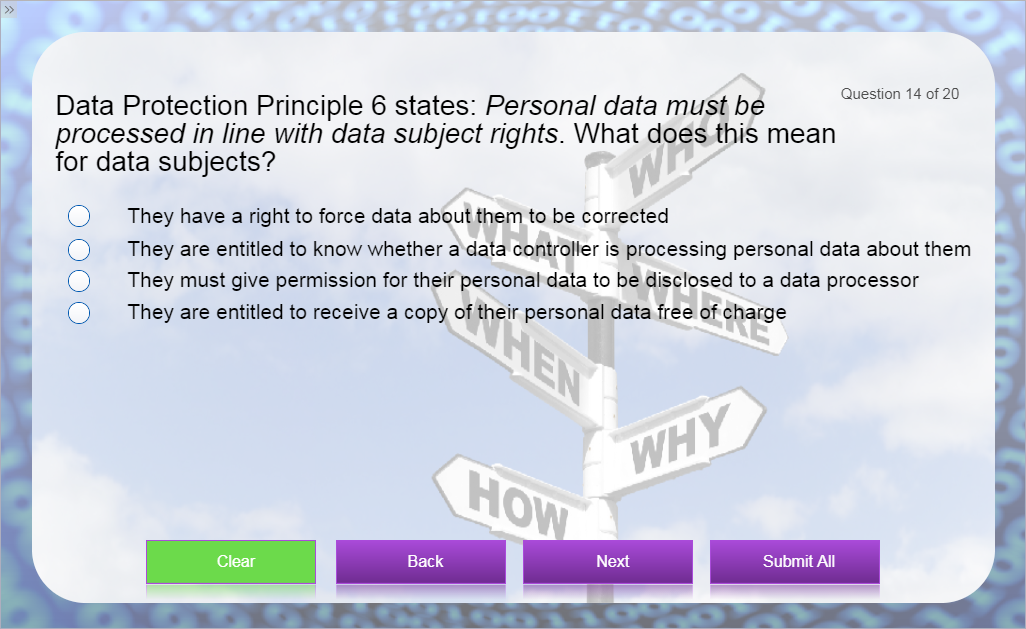 »
Question 14 of 20
Data Protection Principle 6 states: Personal data must be
processed in line with data subject rights. What does this mean
for data subjects?
They have a right to force data about them to be corrected
They are entitled to know whether a data controller is processing personal data about them
They must give permission for their personal data to be disclosed to a data processor
They are entitled to receive a copy of their personal data free of charge
WHO
WHAT
WHERE
WHEN
WHY
HOW
Clear
Back
Next
Submit All